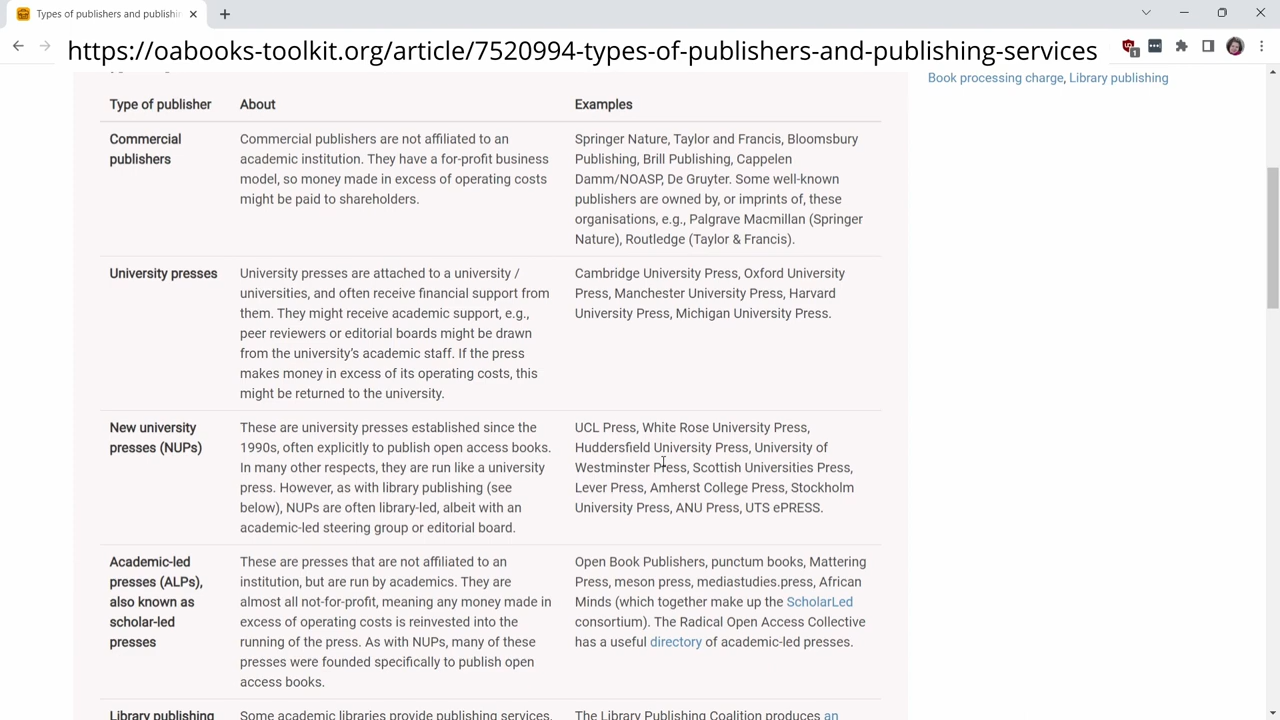 Types of publishers and publishin
https://oabooks-toolkit.org/article/7520994-types-of-publishers-and-publishing-services
1
Book processing charge, Library publishing
Type of publisher About Examples
Commercial publishers
Commercial publishers are not affiliated to an
academic institution. They have a for-profit business
model, so money made in excess of operating costs
might be paid to shareholders.
Springer Nature, Taylor and Francis, Bloomsbury
Publishing, Brill Publishing, Cappelen
Damm/NOASP, De Gruyter. Some well-known
publishers are owned by, or imprints of, these
organisations, e.g., Palgrave Macmillan (Springer
Nature), Routledge (Taylor & Francis).
University presses
University presses are attached to a university /
universities, and often receive financial support from
them. They might receive academic support, e.g.,
peer reviewers or editorial boards might be drawn
from the university's academic staff. If the press
makes money in excess of its operating costs, this
might be returned to the university.
Cambridge University Press, Oxford University
Press, Manchester University Press, Harvard
University Press, Michigan University Press.
New university
presses (NUPs)
These are university presses established since the
1990s, often explicitly to publish open access books.
In many other respects, they are run like a university
press. However, as with library publishing (see
below), NUPs are often library-led, albeit with an
academic-led steering group or editorial board.
UCL Press, White Rose University Press,
Huddersfield University Press, University of
Westminster Press, Scottish Universities Press,
Lever Press, Amherst College Press, Stockholm
University Press, ANU Press, UTS ePRESS.
Academic-led
presses (ALPs),
also known as
scholar-led
presses
These are presses that are not affiliated to an
institution, but are run by academics. They are
almost all not-for-profit, meaning any money made in
excess of operating costs is reinvested into the
running of the press. As with NUPs, many of these
presses were founded specifically to publish open
access books.
Open Book Publishers, punctum books, Mattering
Press, meson press, mediastudies.press, African
Minds (which together make up the ScholarLed
consortium). The Radical Open Access Collective
has a useful directory of academic-led presses.
Library publishing
Some academic libraries provide publishing services.
The Library Publishing Coalition produces an